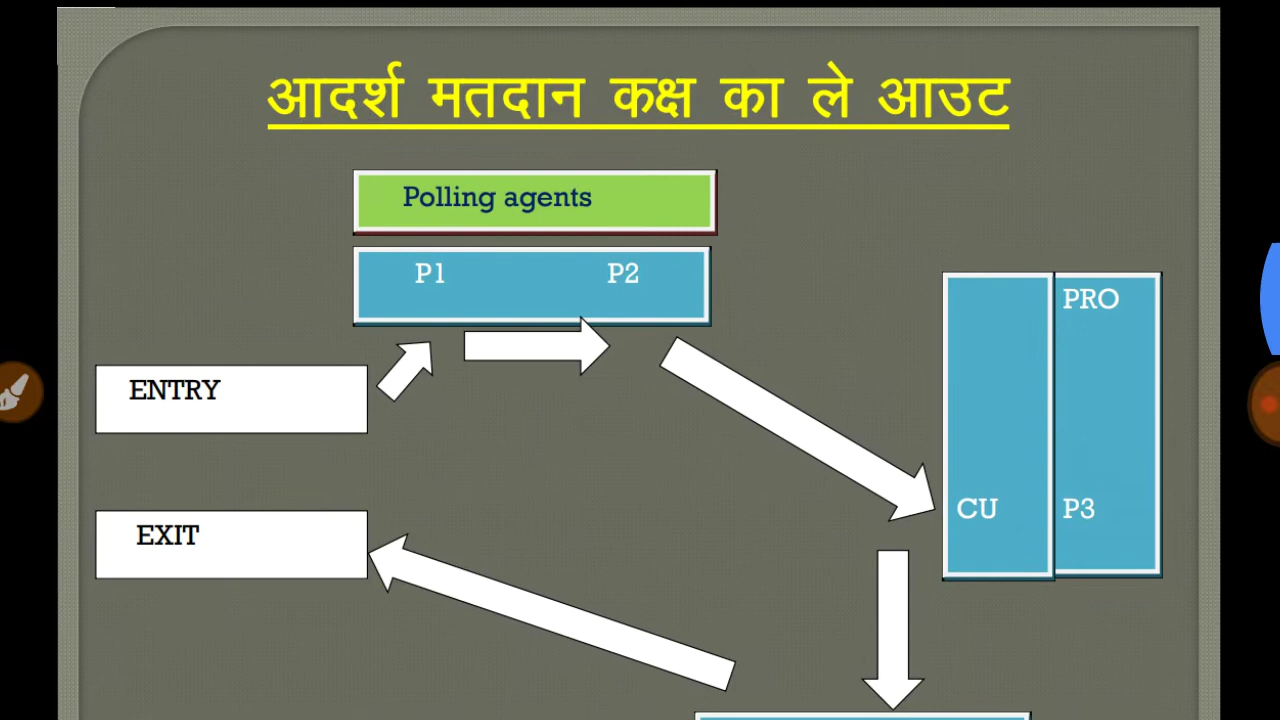 आदर्श मतदान कक्ष का ले आउट
Polling agents
P1 P2
PRO
ENTRY
CU P3
EXIT